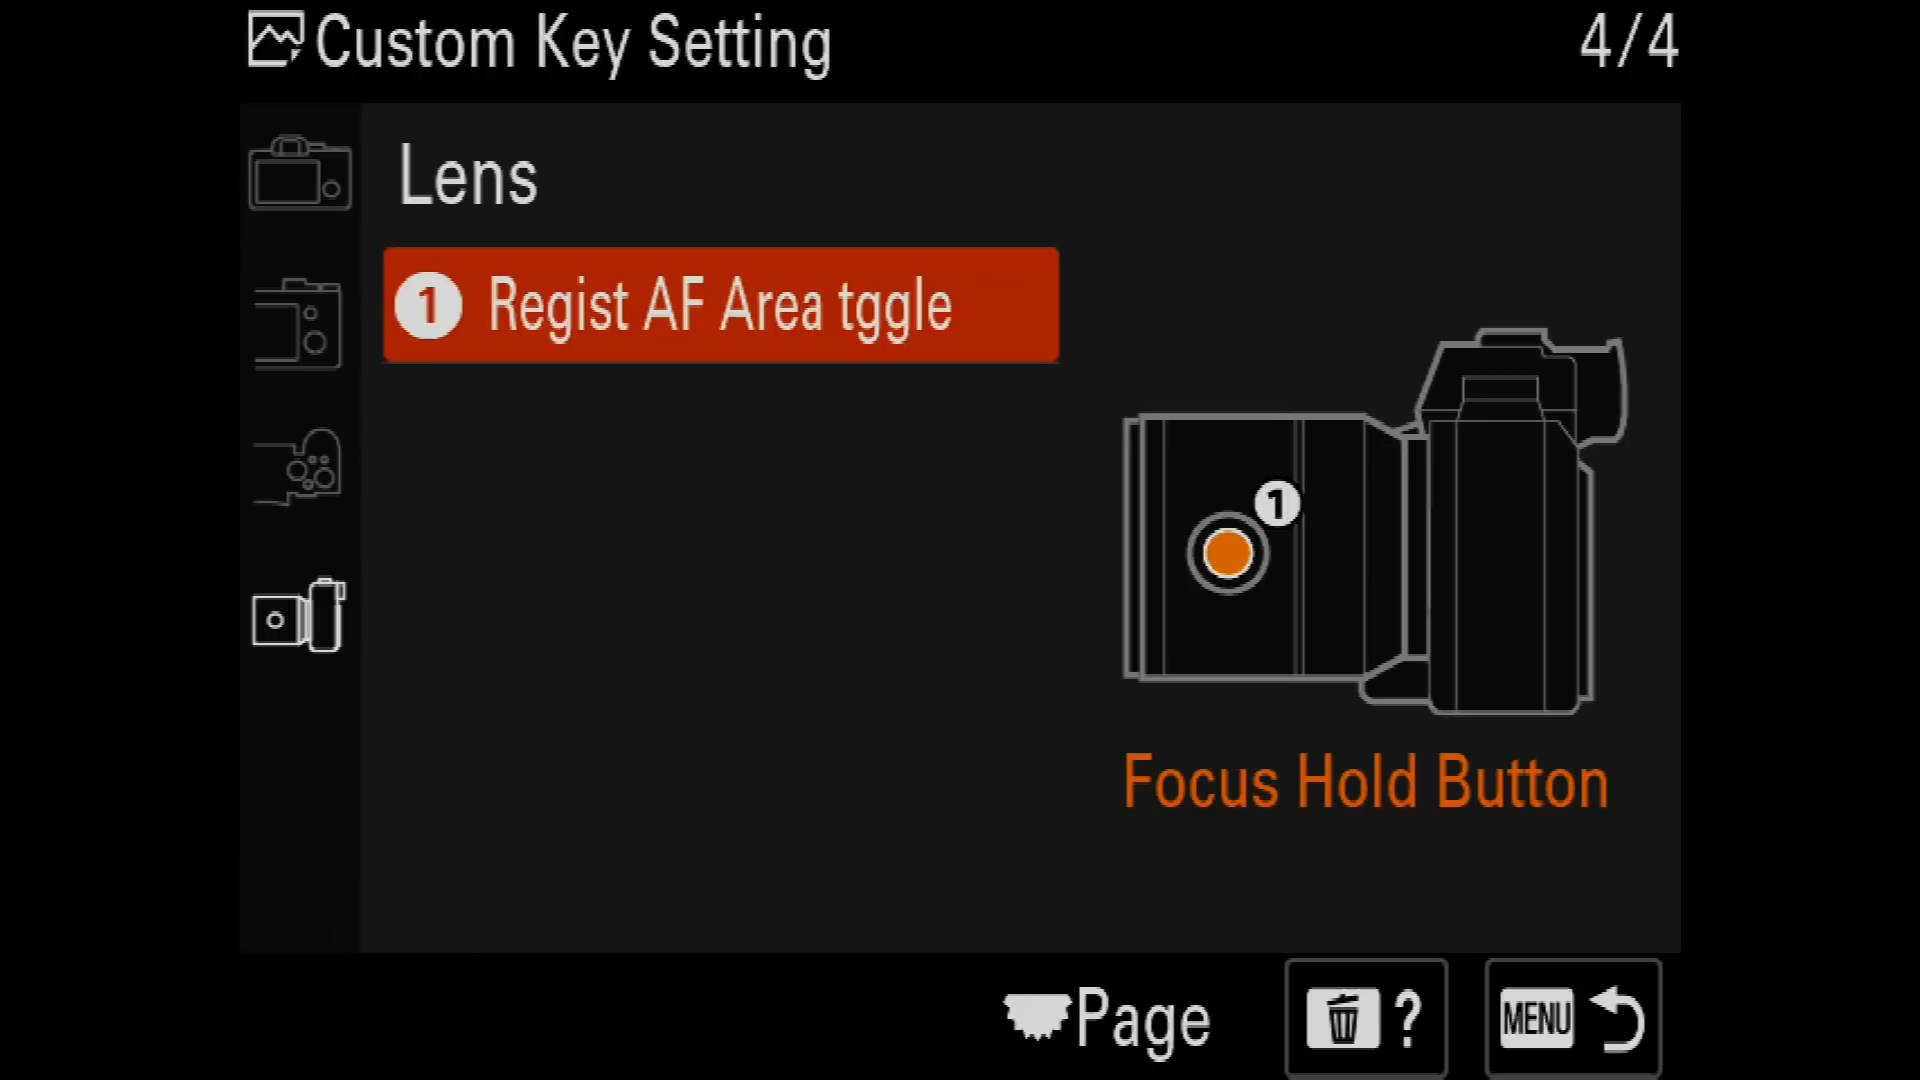 Custom Key Setting
4/4
Lens
1 Regist AF Area tggle
1
Focus Hold Button
Page
?
MENU